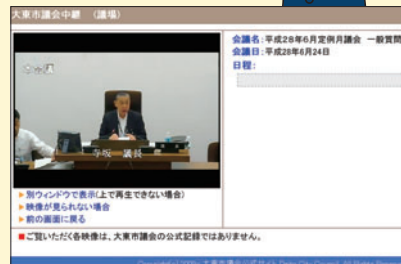 大東市議会中継 （議場）
会議名：平成28年6月定例月議会 一般質問
会議日：平成28年6月24日
日程：
寺坂 議長
▶別ウィンドウで表示(上で再生できない場合)
▶映像が見られない場合
▶前の画面に戻る
■ご覧いただく各映像は、大東市議会の公式記録ではありません。